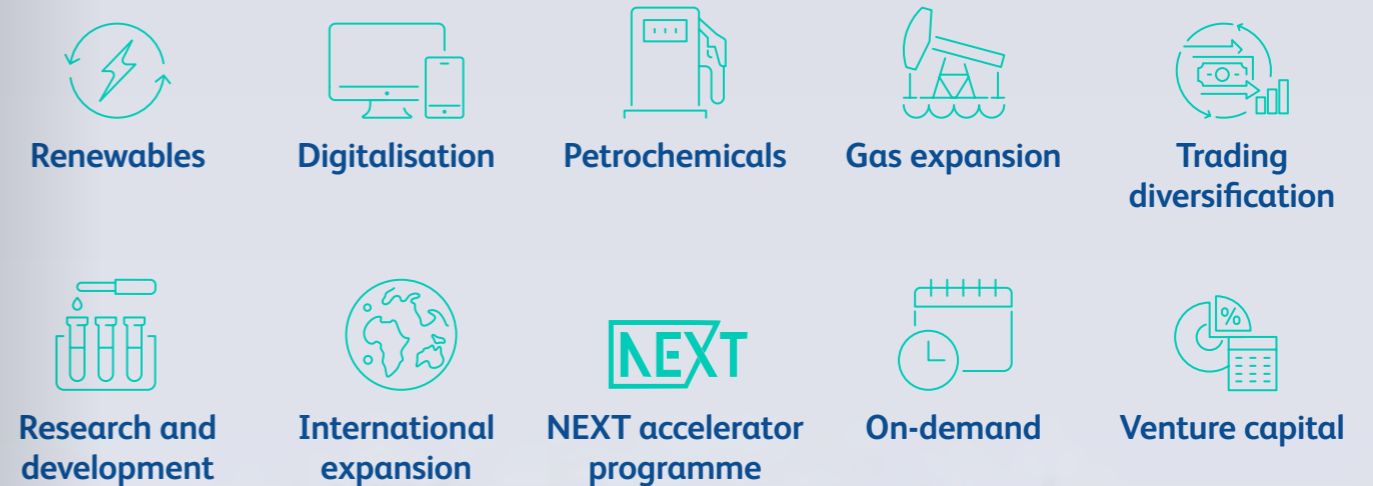 Renewables
Digitalisation
Petrochemicals
Gas expansion
Trading
diversification
%
Research and
development
International
expansion
NEXT
NEXT accelerator
programme
On-demand
Venture capital